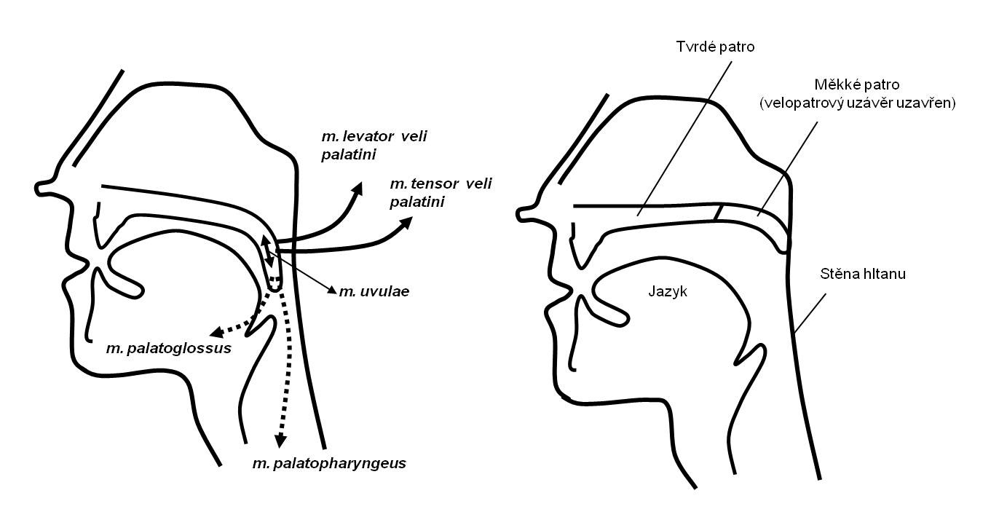 m. levator veli
palatini
m. tensor veli
palatini
m. uvulae
m. palatoglossus
m. palatopharyngeus
Tvrdé patro
Měkké patro
(velopatrový uzávěr uzavřen)
Stěna hltanu
Jazyk